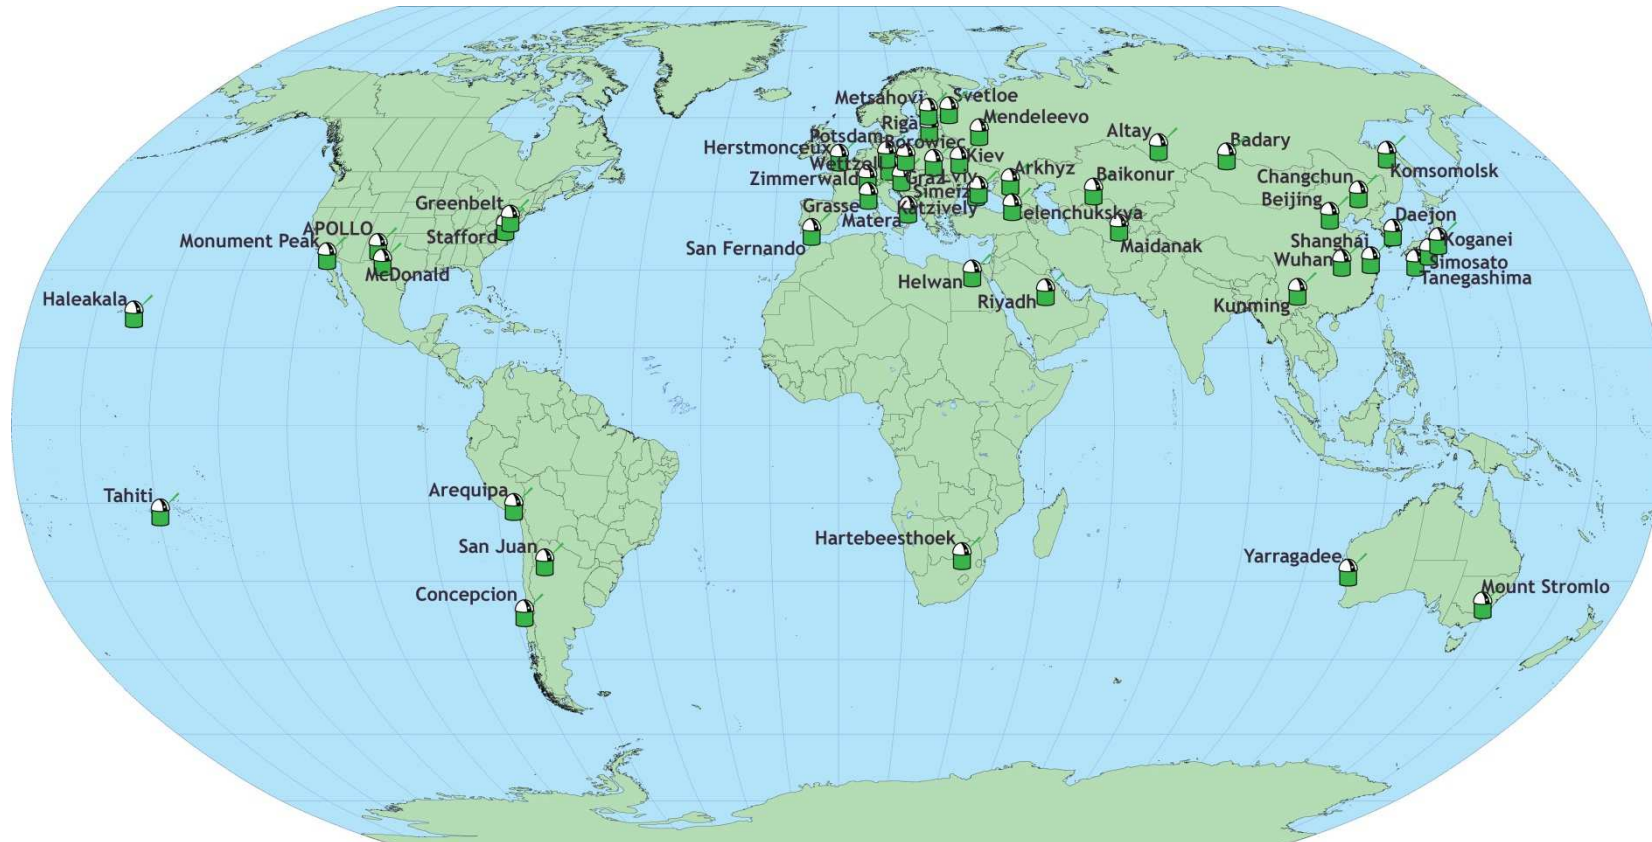 Metsahovi
Svetloe
Riga
Mendeleevo
Potsdam
Borowiec
Herstmonceux
Kiev
Wettzell
Zimmerwald
Graz
Arkhyz
Simeiz
Grasse
Katzively
Matera
San Fernando
Zelenchukskya
Altay
Badary
Baikonur
Komsomolsk
Changchun
Beijing
Daejon
Maidanak
Shanghai
Koganei
Wuhan
Simosato
Tanegashima
Kunming
Helwan
Riyadh
Greenbelt
APOLLO
Stafford
Monument Peak
McDonald
Haleakala
Tahiti
Arequipa
San Juan
Concepcion
Hartebeesthoek
Yarragadee
Mount Stromlo